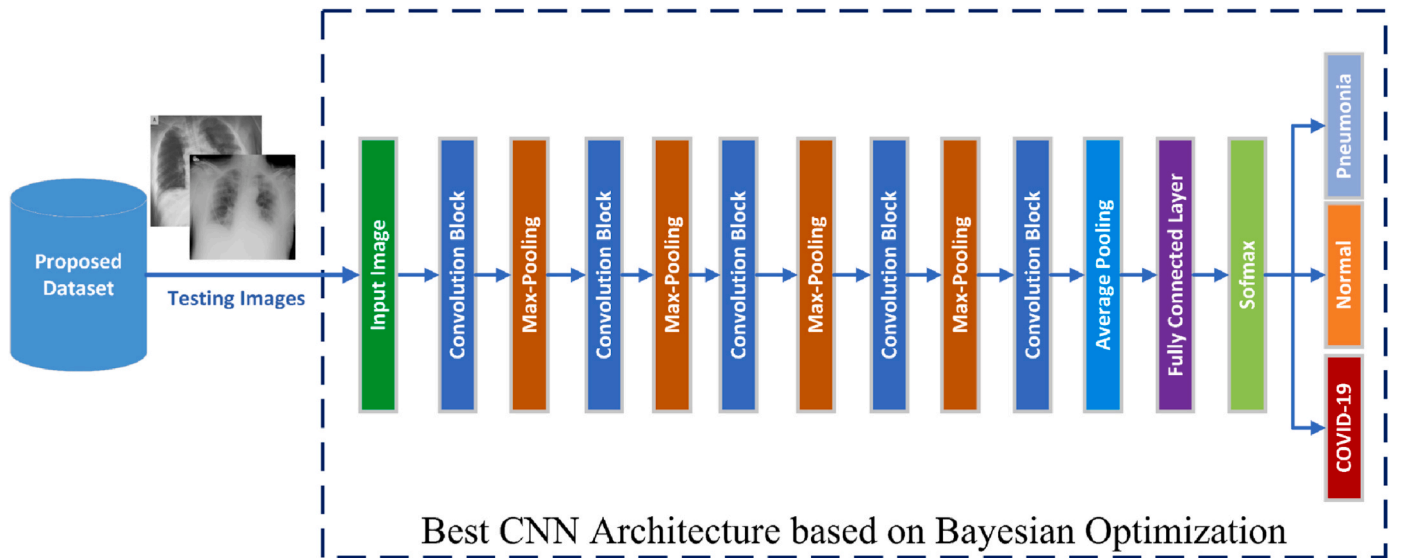 Proposed
Dataset
Testing Images
Input Image
Convolution Block
Max-Pooling
Convolution Block
Max-Pooling
Convolution Block
Max-Pooling
Convolution Block
Max-Pooling
Convolution Block
Average Pooling
Fully Connected Layer
Sofmax
Pneumonia
Normal
COVID-19
Best CNN Architecture based on Bayesian Optimization